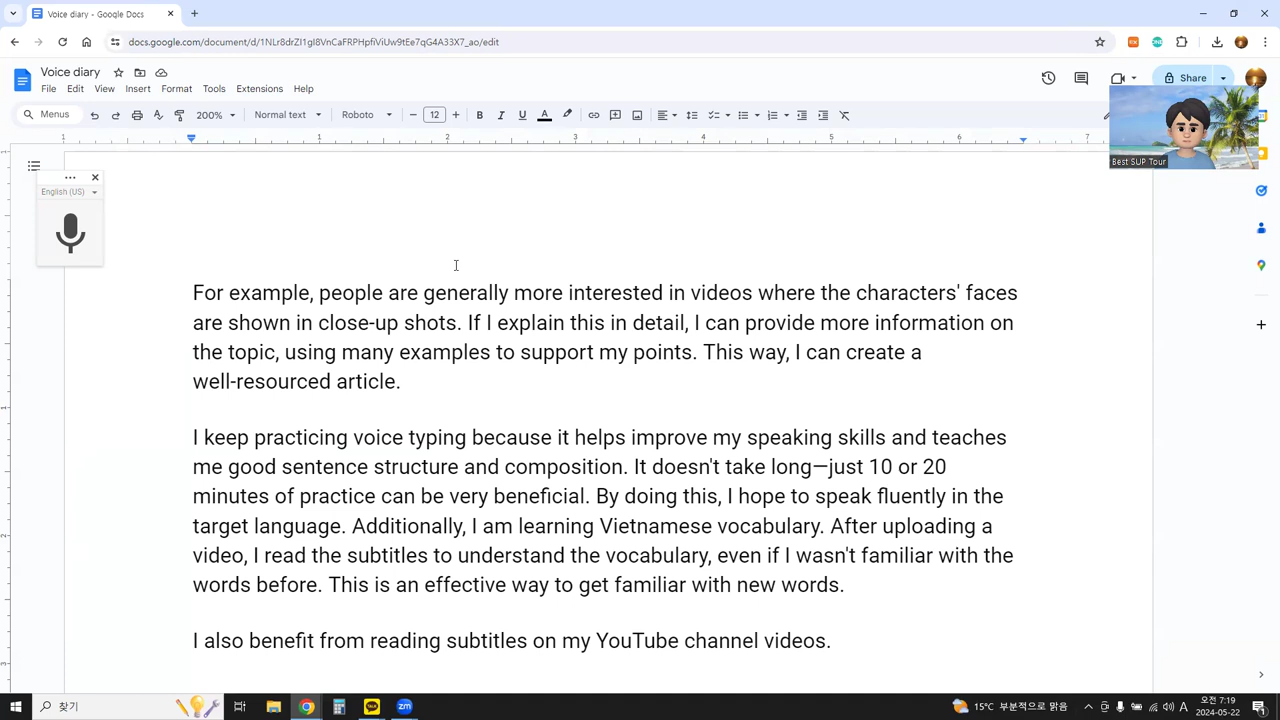 Voice diary - Google Docs
docs.google.com/document/d/1NLr8drZI1gI8VnCaFRPHpfiViUw9tEe7qG4A33X7_ao/edit
Voice diary
File Edit View Insert Format Tools Extensions Help
Share
Menus 200% Normal text Roboto 12 B I U A
1 1 2 3 4 5 6 7
Best SUP Tour
English (US)
For example, people are generally more interested in videos where the characters' faces
are shown in close-up shots. If I explain this in detail, I can provide more information on
the topic, using many examples to support my points. This way, I can create a
well-resourced article.
I keep practicing voice typing because it helps improve my speaking skills and teaches
me good sentence structure and composition. It doesn't take long—just 10 or 20
minutes of practice can be very beneficial. By doing this, I hope to speak fluently in the
target language. Additionally, I am learning Vietnamese vocabulary. After uploading a
video, I read the subtitles to understand the vocabulary, even if I wasn't familiar with the
words before. This is an effective way to get familiar with new words.
I also benefit from reading subtitles on my YouTube channel videos.
찾기
15°C 부분적으로 맑음
A
오전 7:19
2024-05-22